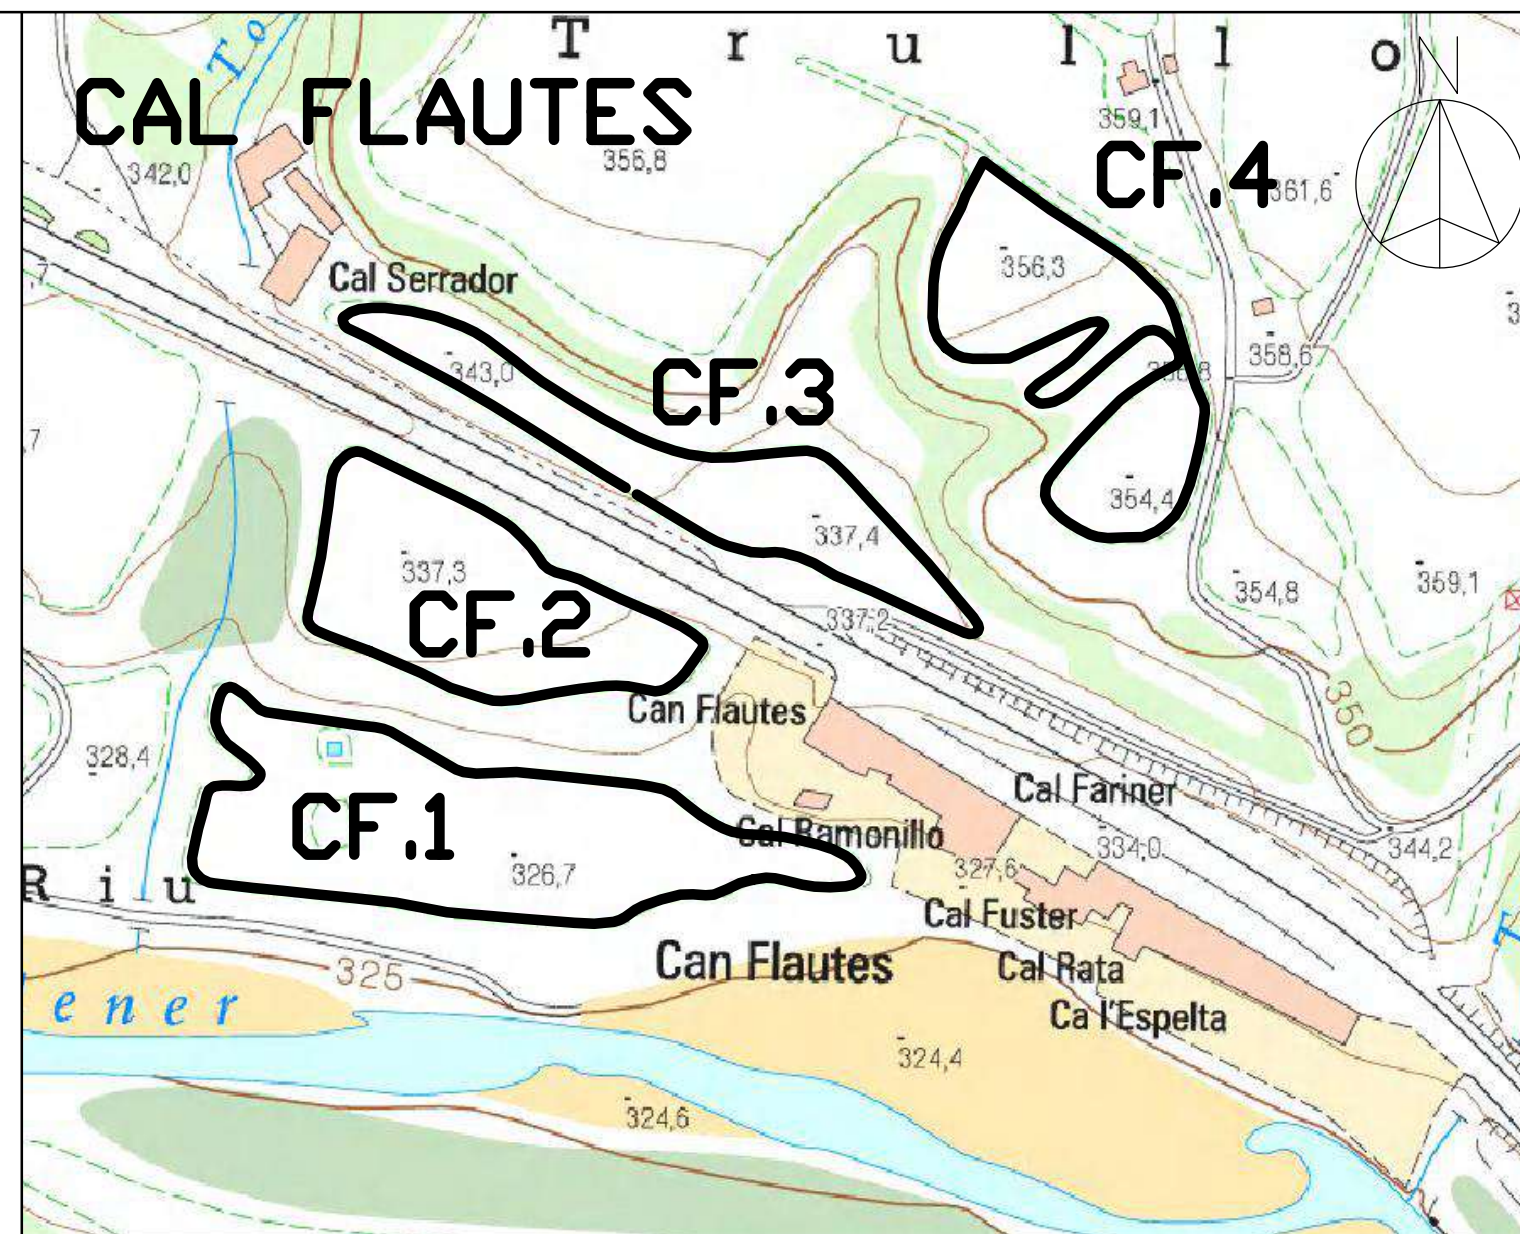 T r u l l o
To
N
CAL FLAUTES
359,1
356,8
CF.4
342,0
361,6
356,3
Cal Serrador
358,6
343,0
CF.3
354,4
337,4
337,3
354,8
359,1
CF.2
337,2
350
Can Flautes
328,4
Cal Fariner
CF.1
Cal Ramonillo
334,0
344,2
326,7
327,6
R i u
Cal Fuster
Can Flautes
Cal Rata
325
ener
Ca l'Espelta
324,4
324,6